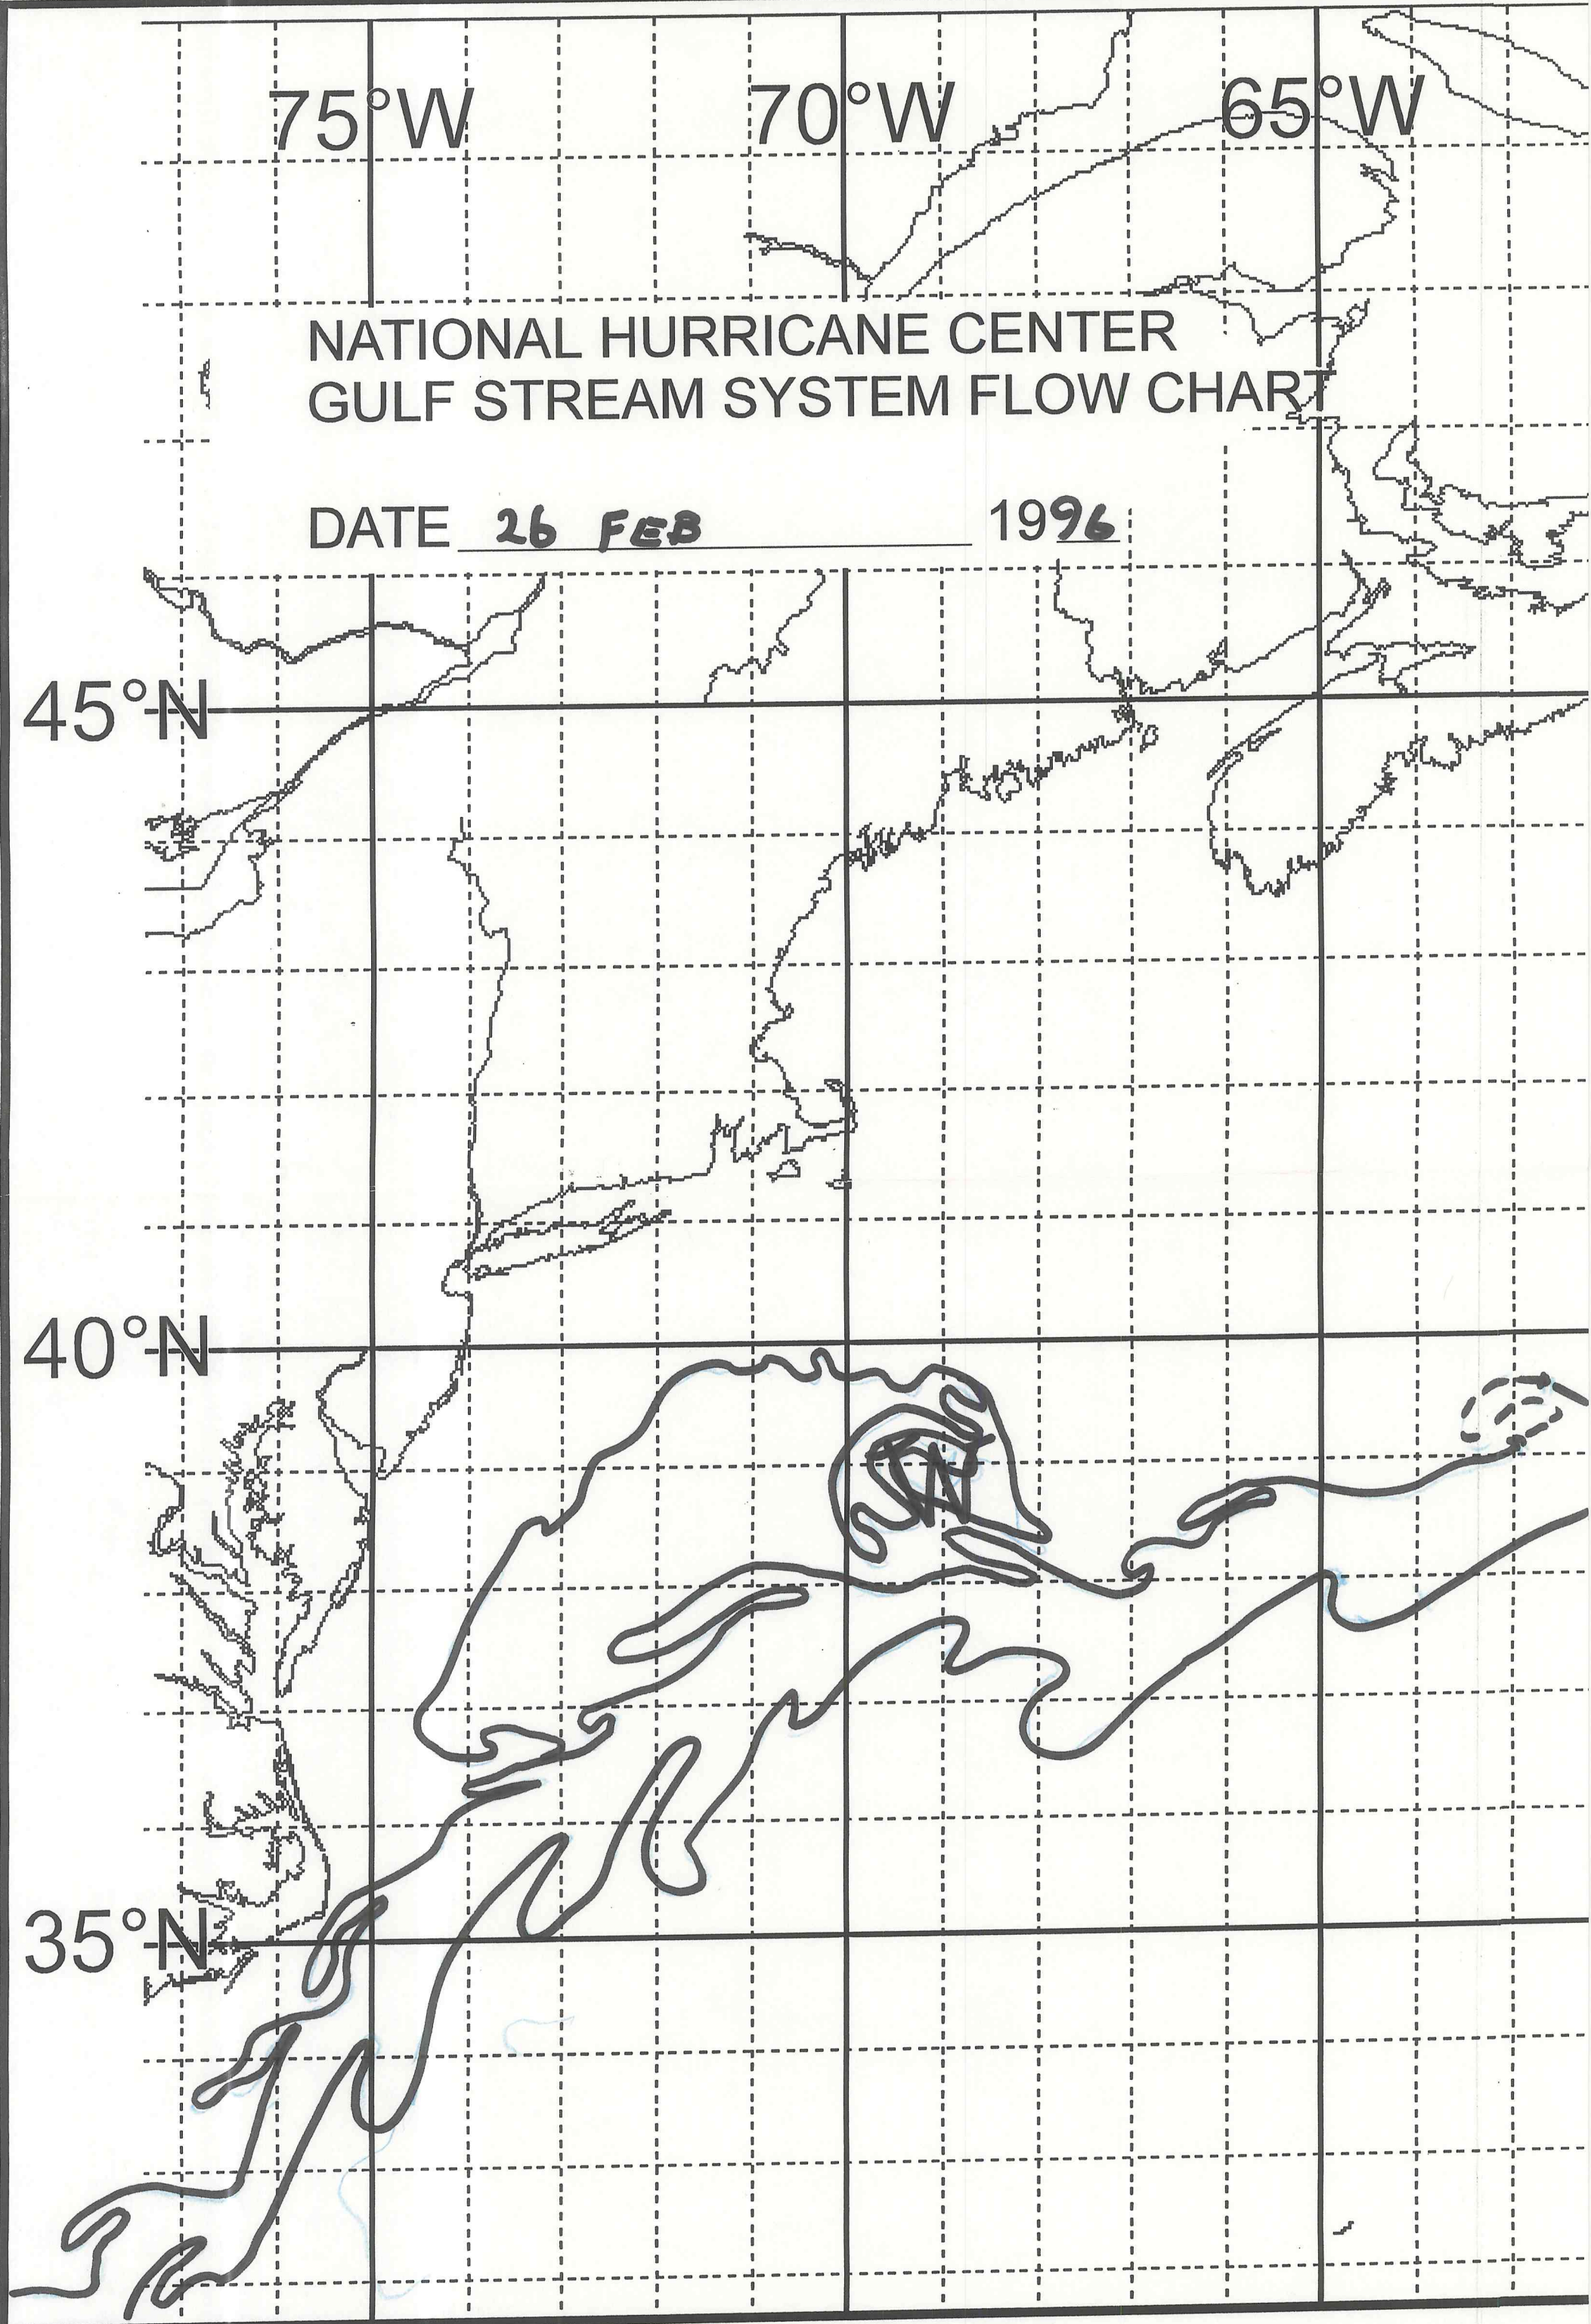 75°W 70°W 65°W
NATIONAL HURRICANE CENTER
GULF STREAM SYSTEM FLOW CHART
DATE 26 FEB 1996
45°N
40°N
W
35°N